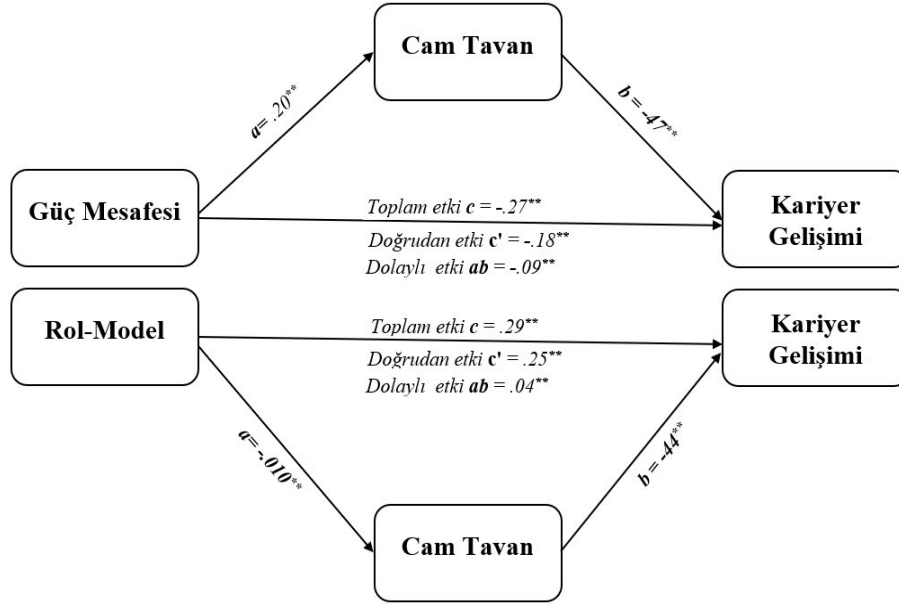 Cam Tavan
a= .20**
b = -47**
Güç Mesafesi
Toplam etki c = -.27**
Doğrudan etki c' = -.18**
Dolaylı etki ab = -.09**
Kariyer
Gelişimi
Rol-Model
Toplam etki c = .29**
Doğrudan etki c' = .25**
Dolaylı etki ab = .04**
Kariyer
Gelişimi
a= -.010**
b = -44**
Cam Tavan